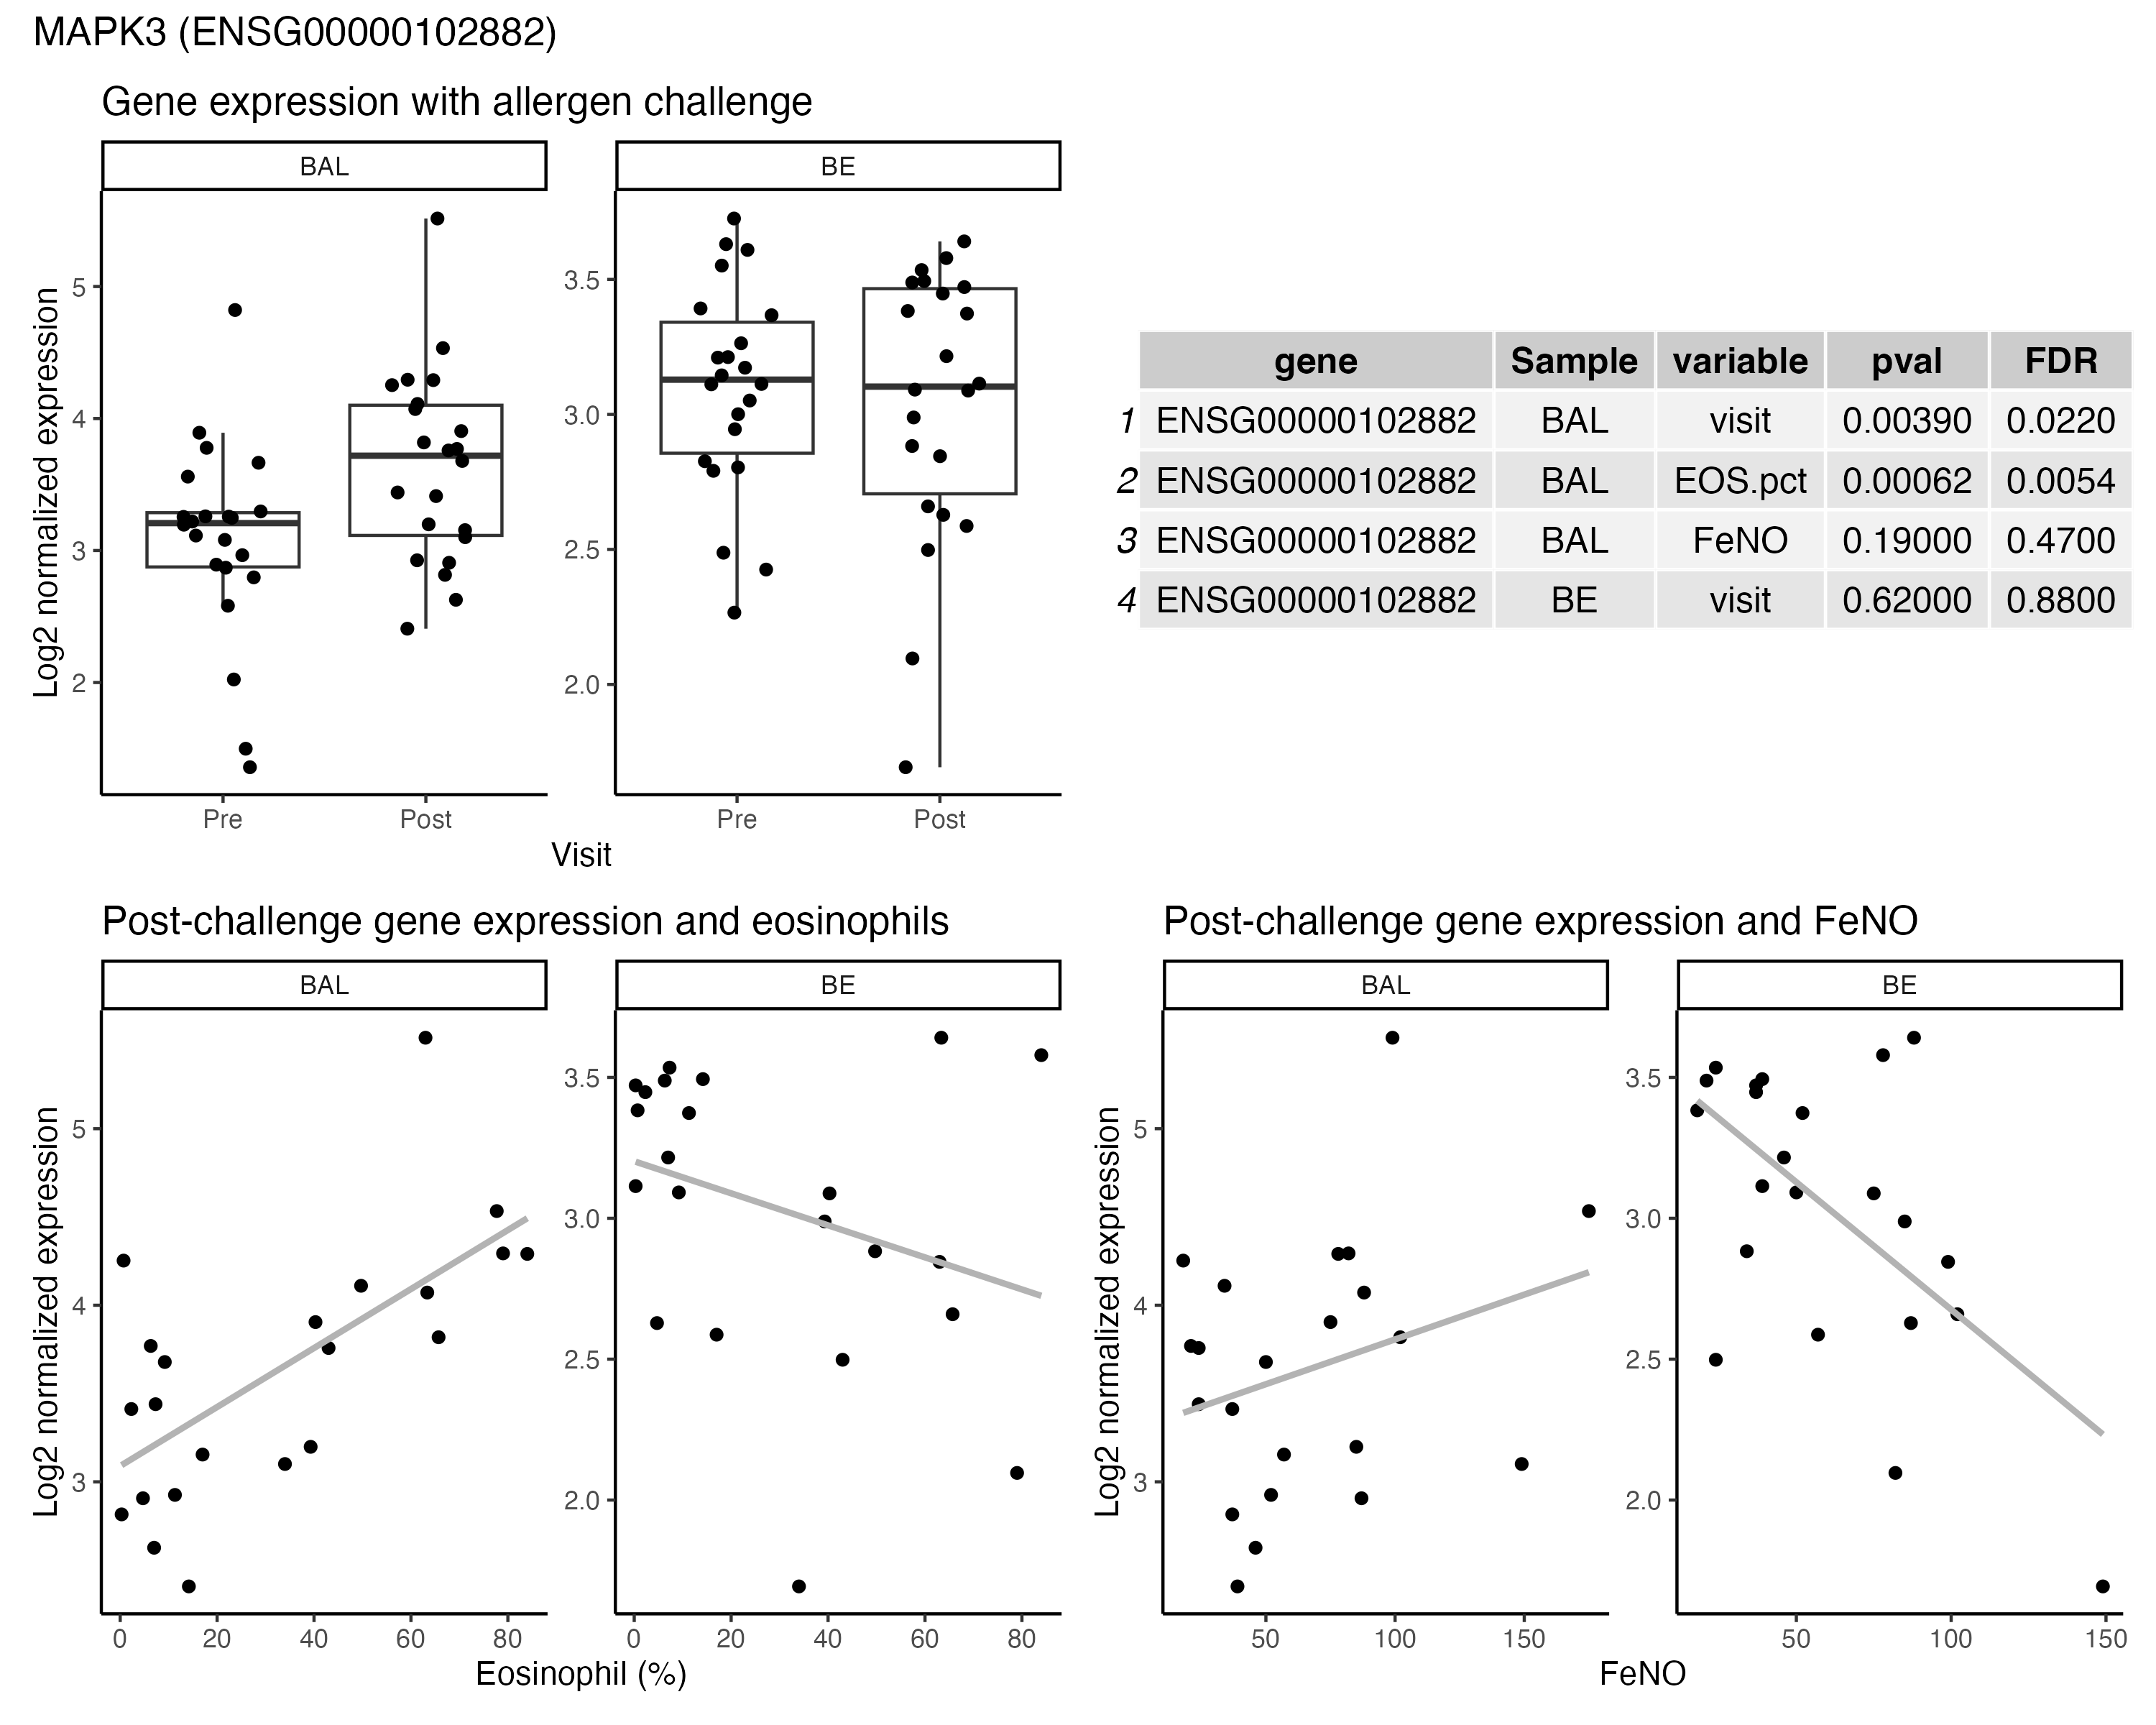 MAPK3 (ENSG00000102882)
Gene expression with allergen challenge
BAL BE
Log2 normalized expression
5
4
3
2
3.5
3.0
2.5
2.0
Pre Post Pre Post
Visit
gene Sample variable pval FDR
1 ENSG00000102882 BAL visit 0.00390 0.0220
2 ENSG00000102882 BAL EOS.pct 0.00062 0.0054
3 ENSG00000102882 BAL FeNO 0.19000 0.4700
4 ENSG00000102882 BE visit 0.62000 0.8800
Post-challenge gene expression and eosinophils
BAL BE
Log2 normalized expression
5
4
3
3.5
3.0
2.5
2.0
0 20 40 60 80 0 20 40 60 80
Eosinophil (%)
Post-challenge gene expression and FeNO
BAL BE
Log2 normalized expression
5
4
3
3.5
3.0
2.5
2.0
50 100 150 50 100 150
FeNO